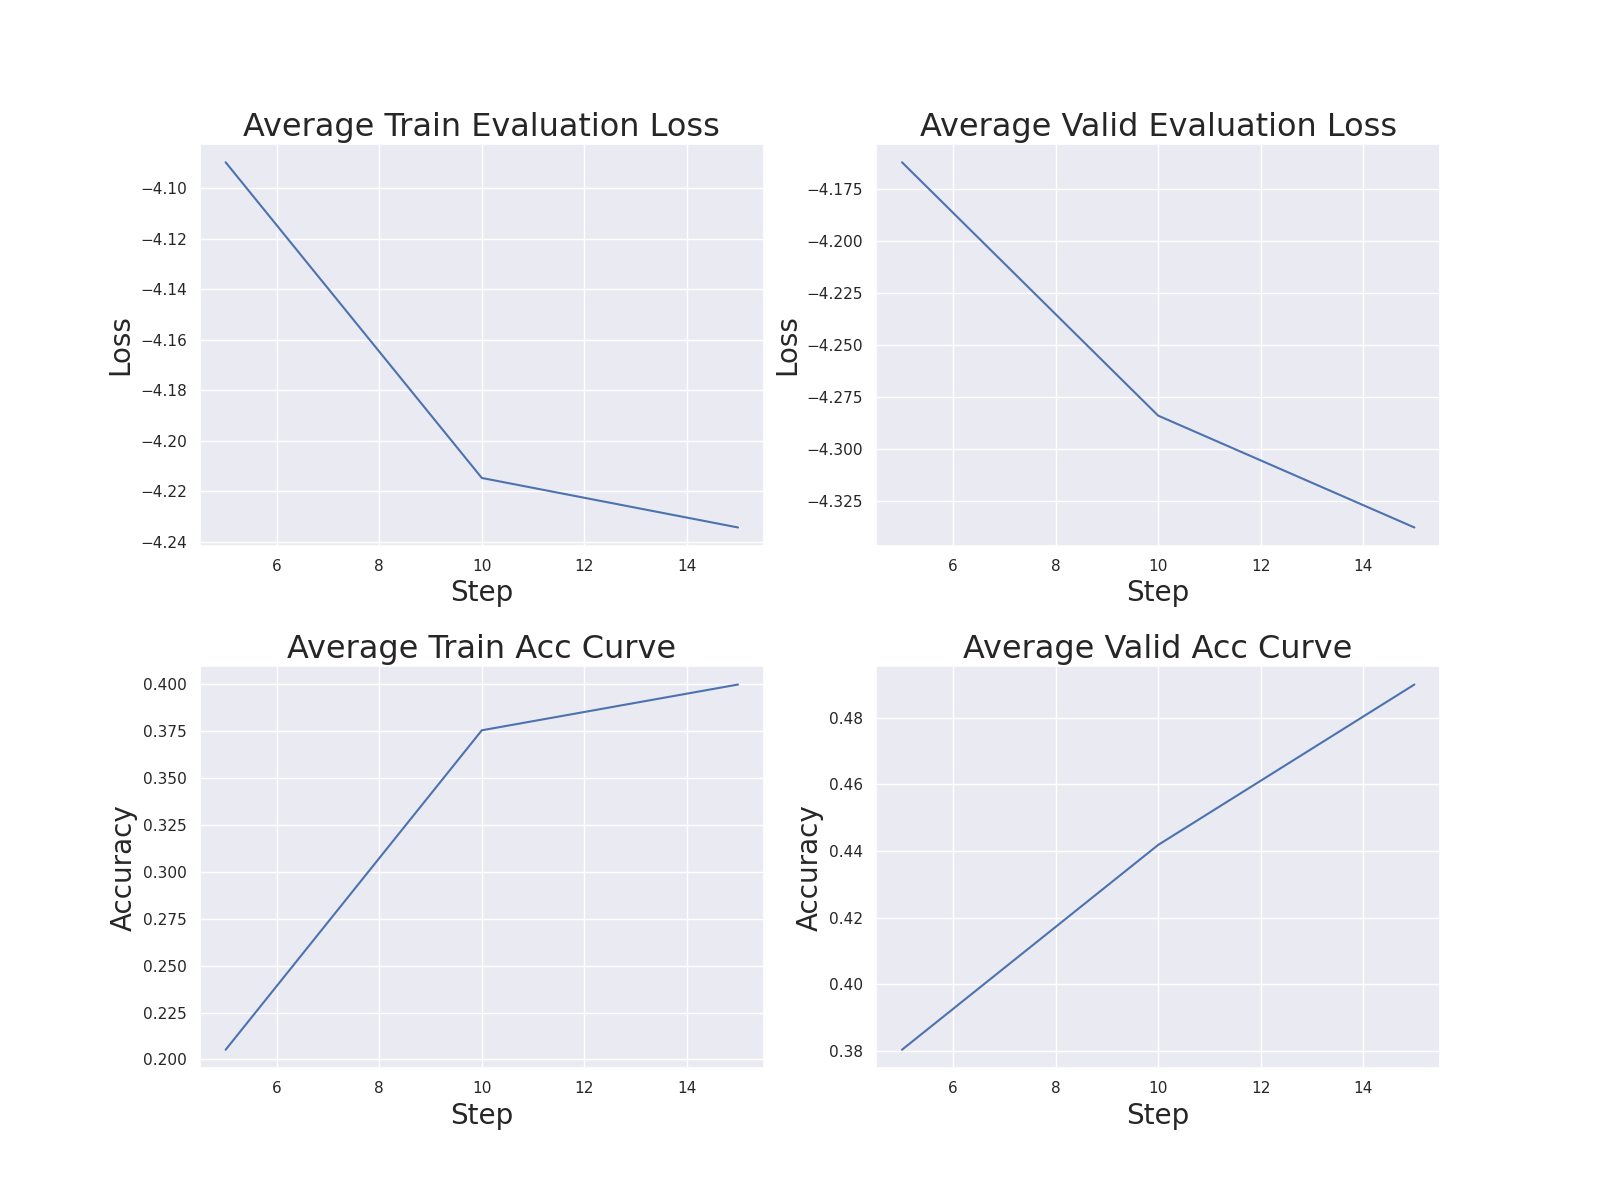 Average Train Evaluation Loss
−4.10
−4.12
−4.14
−4.16
−4.18
−4.20
−4.22
−4.24
Loss
6 8 10 12 14
Step
Average Valid Evaluation Loss
−4.175
−4.200
−4.225
−4.250
−4.275
−4.300
−4.325
Loss
6 8 10 12 14
Step
Average Train Acc Curve
0.400
0.375
0.350
0.325
0.300
0.275
0.250
0.225
0.200
Accuracy
6 8 10 12 14
Step
Average Valid Acc Curve
0.48
0.46
0.44
0.42
0.40
0.38
Accuracy
6 8 10 12 14
Step